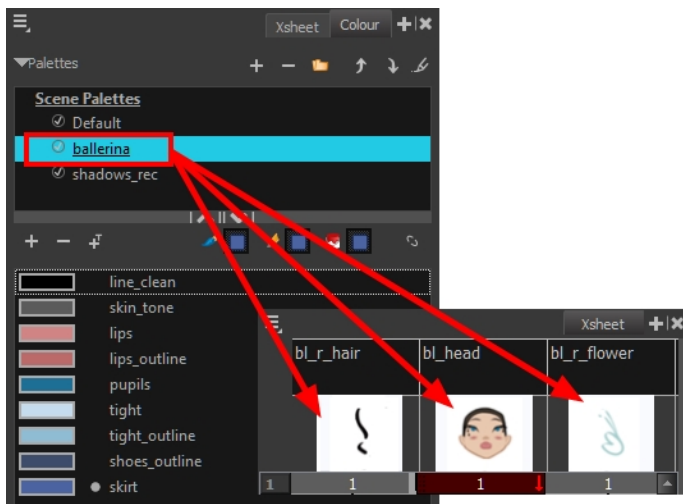 Xsheet Colour
Palettes
Scene Palettes
Default
ballerina
shadows_rec
line_clean
skin_tone
lips
lips_outline
pupils
tight
tight_outline
shoes_outline
skirt
Xsheet
bl_r_hair bl_head bl_r_flower
1 1 1 1